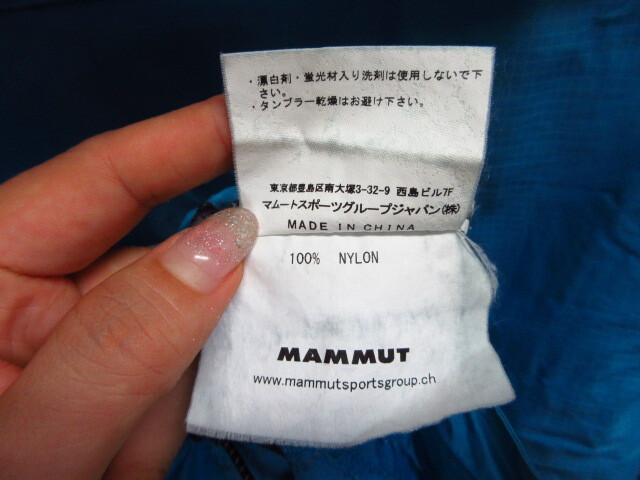 ・漂白剤・蛍光材入り洗剤は使用しないで下
さい。
・タンブラー乾燥はお避け下さい。
東京都豊島区南大塚3-32-9 西島ビル7F
マムートスポーツグループジャパン(株)
MADE IN CHINA
100% NYLON
MAMMUT
www.mammutsportsgroup.ch